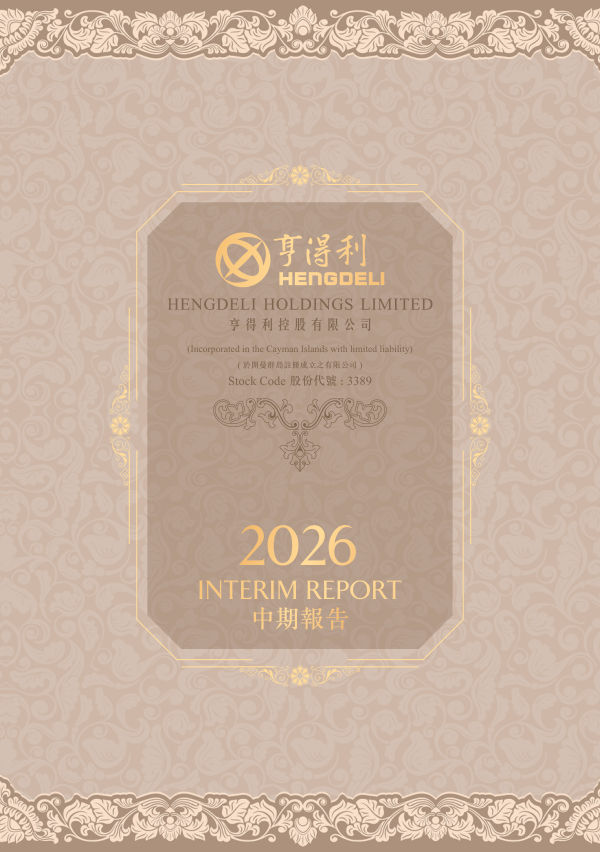 亨得利
HENGDELI
HENGDELI HOLDINGS LIMITED
亨得利控股有限公司
(Incorporated in the Cayman Islands with limited liability)
( 於開曼群島註冊成立之有限公司 )
Stock Code 股份代號 : 3389
2026
INTERIM REPORT
中期報告